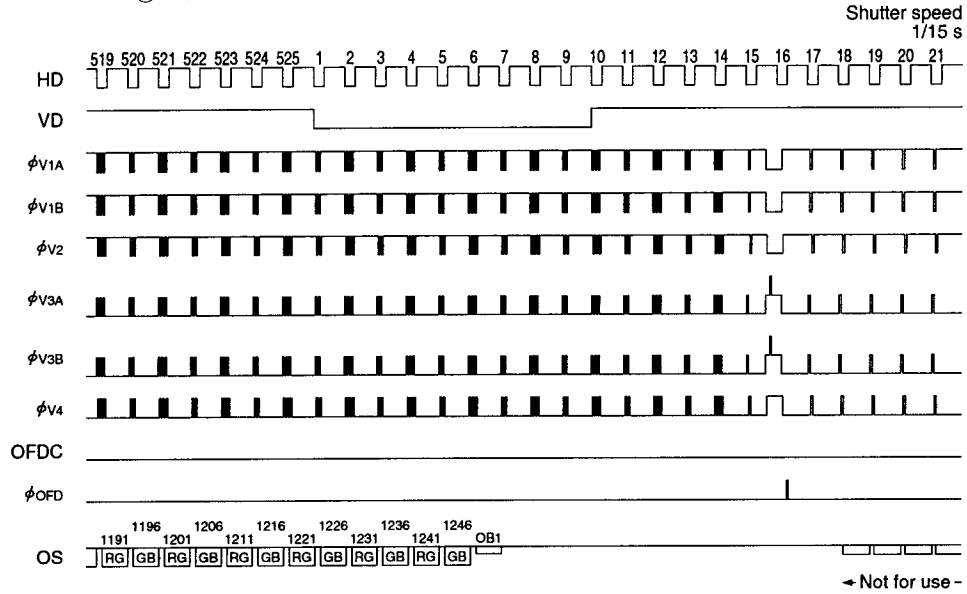 Shutter speed
1/15 s
519 520 521 522 523 524 525 1 2 3 4 5 6 7 8 9 10 11 12 13 14 15 16 17 18 19 20 21
HD
VD
ϕV1A
ϕV1B
ϕV2
ϕV3A
ϕV3B
ϕV4
OFDC
ϕOFD
1196 1206 1216 1226 1236 1246
1191 1201 1211 1221 1231 1241 OB1
OS RG GB RG GB RG GB RG GB RG GB RG GB
Not for use